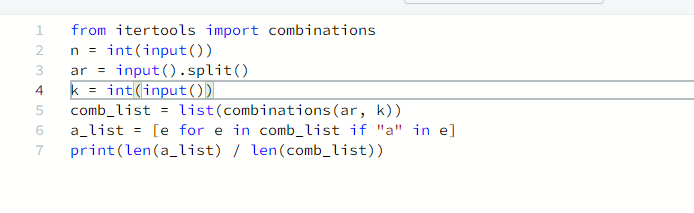 1 from itertools import combinations
2 n = int(input())
3 ar = input().split()
4 k = int(input())
5 comb_list = list(combinations(ar, k))
6 a_list = [e for e in comb_list if "a" in e]
7 print(len(a_list) / len(comb_list))